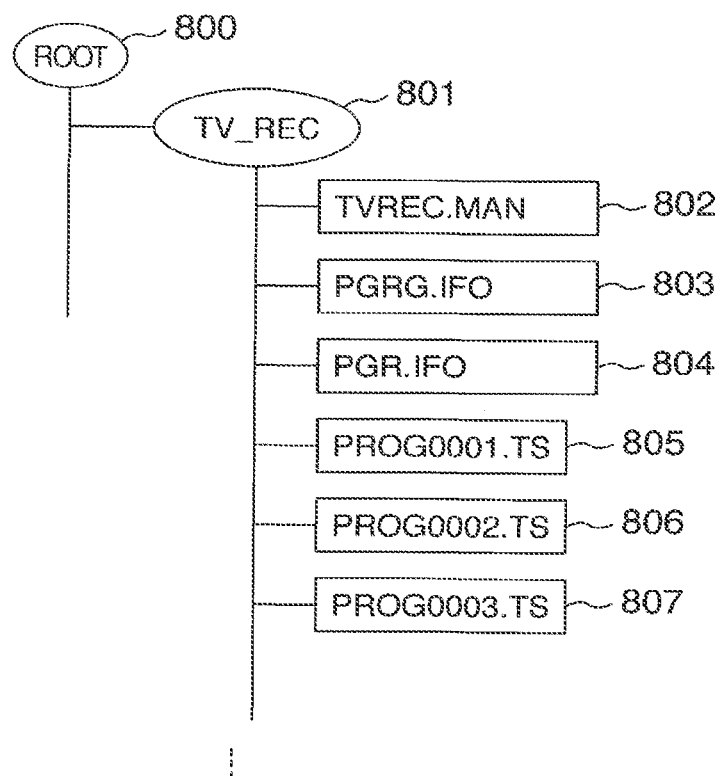 800
ROOT
801
TV_REC
TVREC.MAN 802
PGRG.IFO 803
PGR.IFO 804
PROG0001.TS 805
PROG0002.TS 806
PROG0003.TS 807